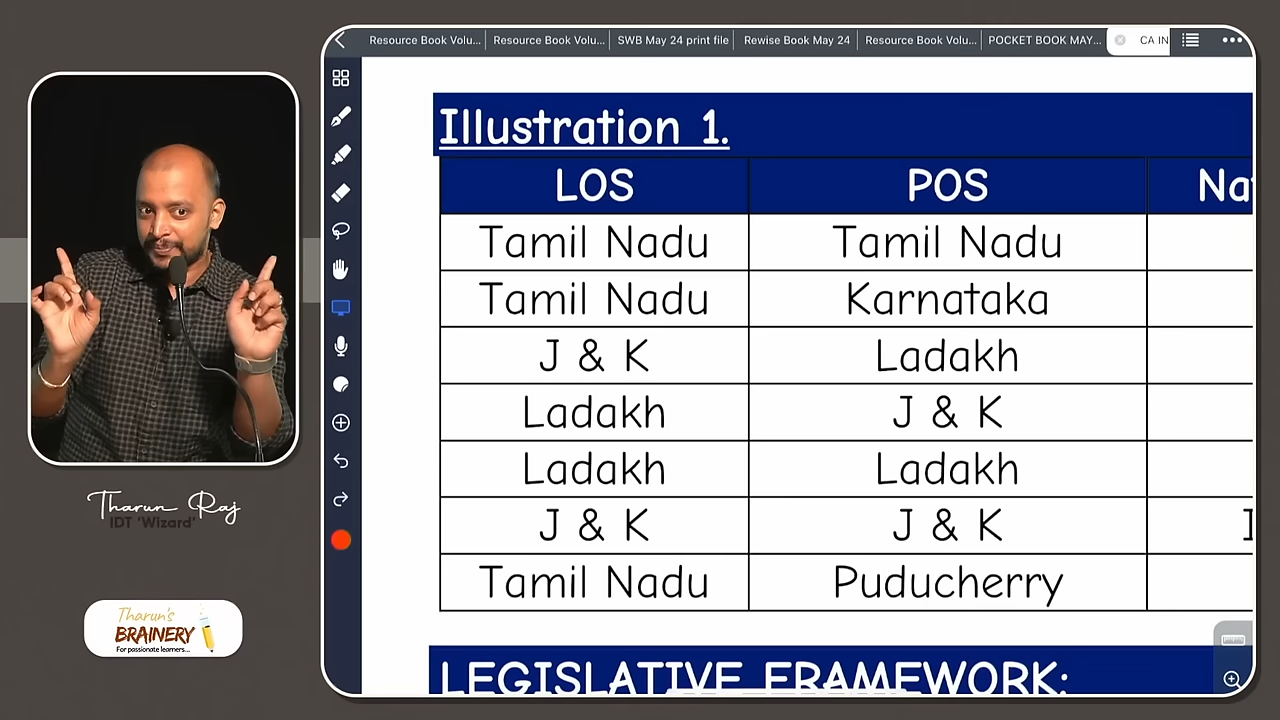 Resource Book Volu...
Resource Book Volu...
SWB May 24 print file
Rewise Book May 24
Resource Book Volu...
POCKET BOOK MAY...
CA IN
Illustration 1.
LOS POS Na
Tamil Nadu Tamil Nadu
Tamil Nadu Karnataka
J & K Ladakh
Ladakh J & K
Ladakh Ladakh
J & K J & K
Tamil Nadu Puducherry
LEGISLATIVE FRAMEWORK:
Tharun Raj
IDT 'Wizard'
Tharun's
BRAINERY
For passionate learners...